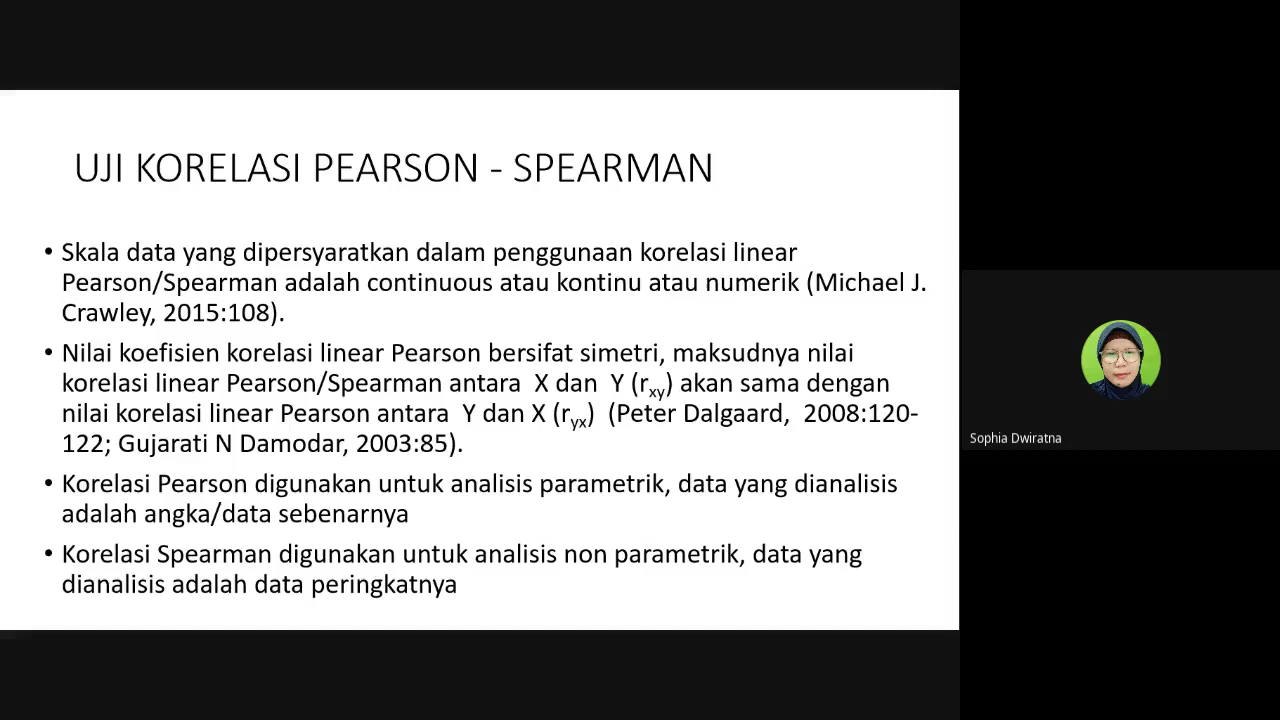 UJI KORELASI PEARSON - SPEARMAN
• Skala data yang dipersyaratkan dalam penggunaan korelasi linear
Pearson/Spearman adalah continuous atau kontinu atau numerik (Michael J.
Crawley, 2015:108).
• Nilai koefisien korelasi linear Pearson bersifat simetri, maksudnya nilai
korelasi linear Pearson/Spearman antara X dan Y (rxy) akan sama dengan
nilai korelasi linear Pearson antara Y dan X (ryx) (Peter Dalgaard, 2008:120-
122; Gujarati N Damodar, 2003:85).
• Korelasi Pearson digunakan untuk analisis parametrik, data yang dianalisis
adalah angka/data sebenarnya
• Korelasi Spearman digunakan untuk analisis non parametrik, data yang
dianalisis adalah data peringkatnya
Sophia Dwiratna